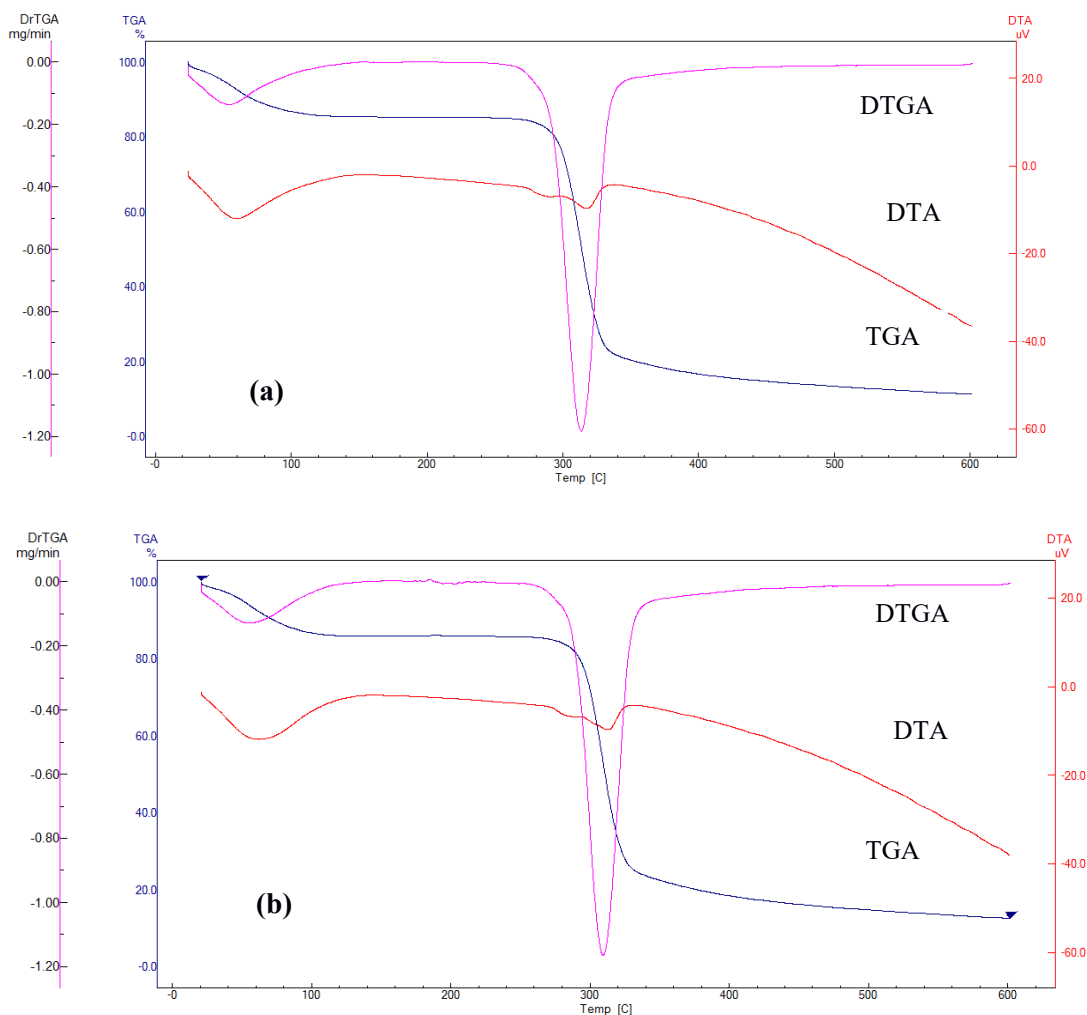 DrTGA TGA DTA
mg/min % uV
0.00 100.0 20.0
-0.20 80.0 0.0
-0.40 60.0 -20.0
-0.60 40.0 -40.0
-0.80 20.0 -60.0
-1.00 -0.0
-1.20
DTGA
DTA
TGA
(a)
-0 100 200 300 400 500 600
Temp [C]
DrTGA TGA DTA
mg/min % uV
0.00 100.0 20.0
-0.20 80.0 0.0
-0.40 60.0 -20.0
-0.60 40.0 -40.0
-0.80 20.0 -60.0
-1.00 -0.0
-1.20
DTGA
DTA
TGA
(b)
-0 100 200 300 400 500 600
Temp [C]